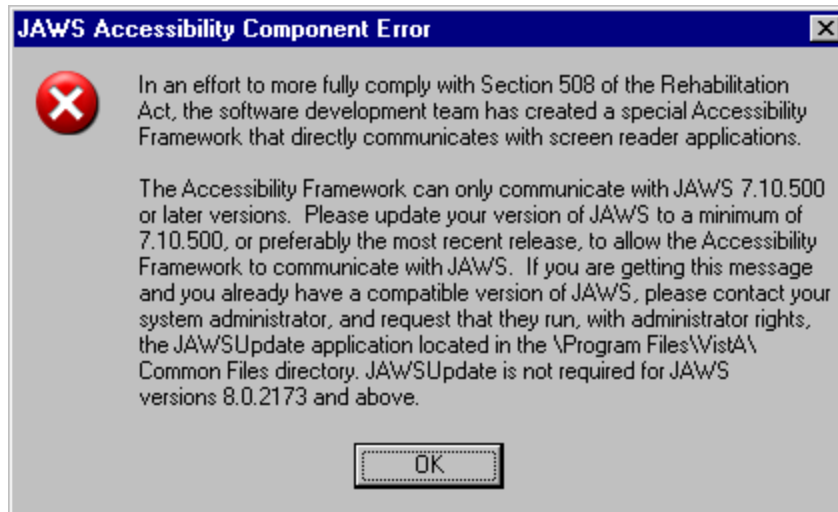 JAWS Accessibility Component Error
In an effort to more fully comply with Section 508 of the Rehabilitation
Act, the software development team has created a special Accessibility
Framework that directly communicates with screen reader applications.
The Accessibility Framework can only communicate with JAWS 7.10.500
or later versions.  Please update your version of JAWS to a minimum of
7.10.500, or preferably the most recent release, to allow the Accessibility
Framework to communicate with JAWS.  If you are getting this message
and you already have a compatible version of JAWS, please contact your
system administrator, and request that they run, with administrator rights,
the JAWSUpdate application located in the \Program Files\VistA\
Common Files directory. JAWSUpdate is not required for JAWS
versions 8.0.2173 and above.
OK